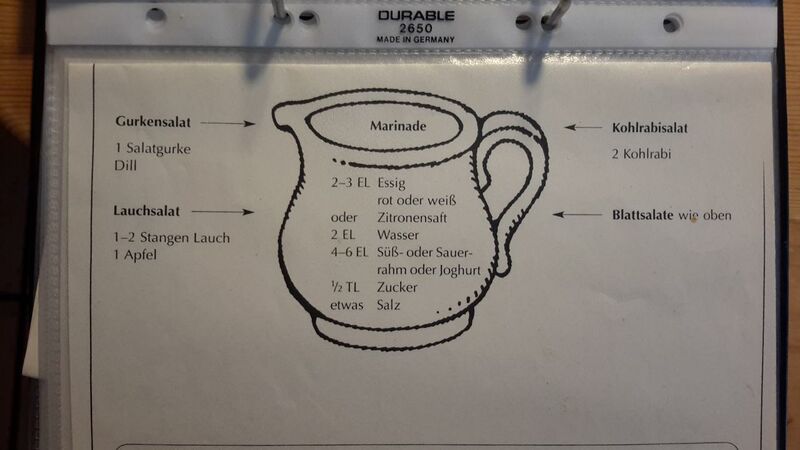 DURABLE
2650
MADE IN GERMANY
Gurkensalat
1 Salatgurke
Dill
Lauchsalat
1–2 Stangen Lauch
1 Apfel
Marinade
2–3 EL Essig
rot oder weiß
oder Zitronensaft
2 EL Wasser
4–6 EL Süß- oder Sauer-
rahm oder Joghurt
½ TL Zucker
etwas Salz
Kohlrabisalat
2 Kohlrabi
Blattsalate wie oben